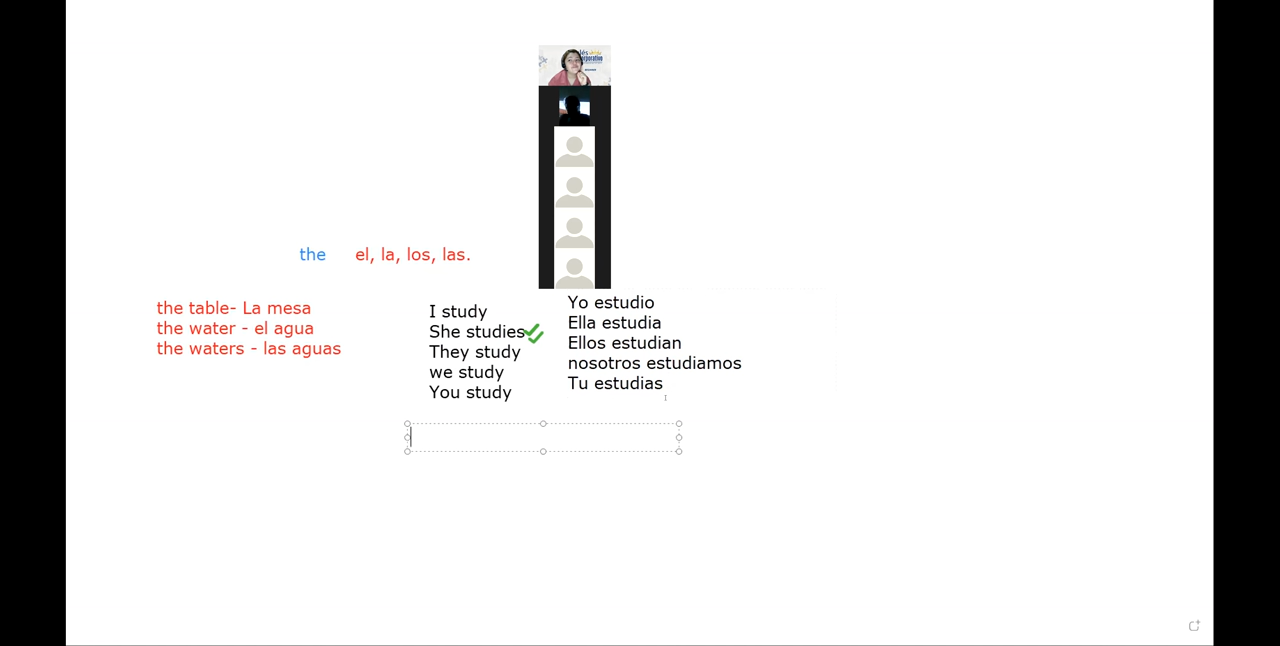 the el, la, los, las.
the table- La mesa
the water - el agua
the waters - las aguas
I study
She studies
They study
we study
You study
Yo estudio
Ella estudia
Ellos estudian
nosotros estudiamos
Tu estudias